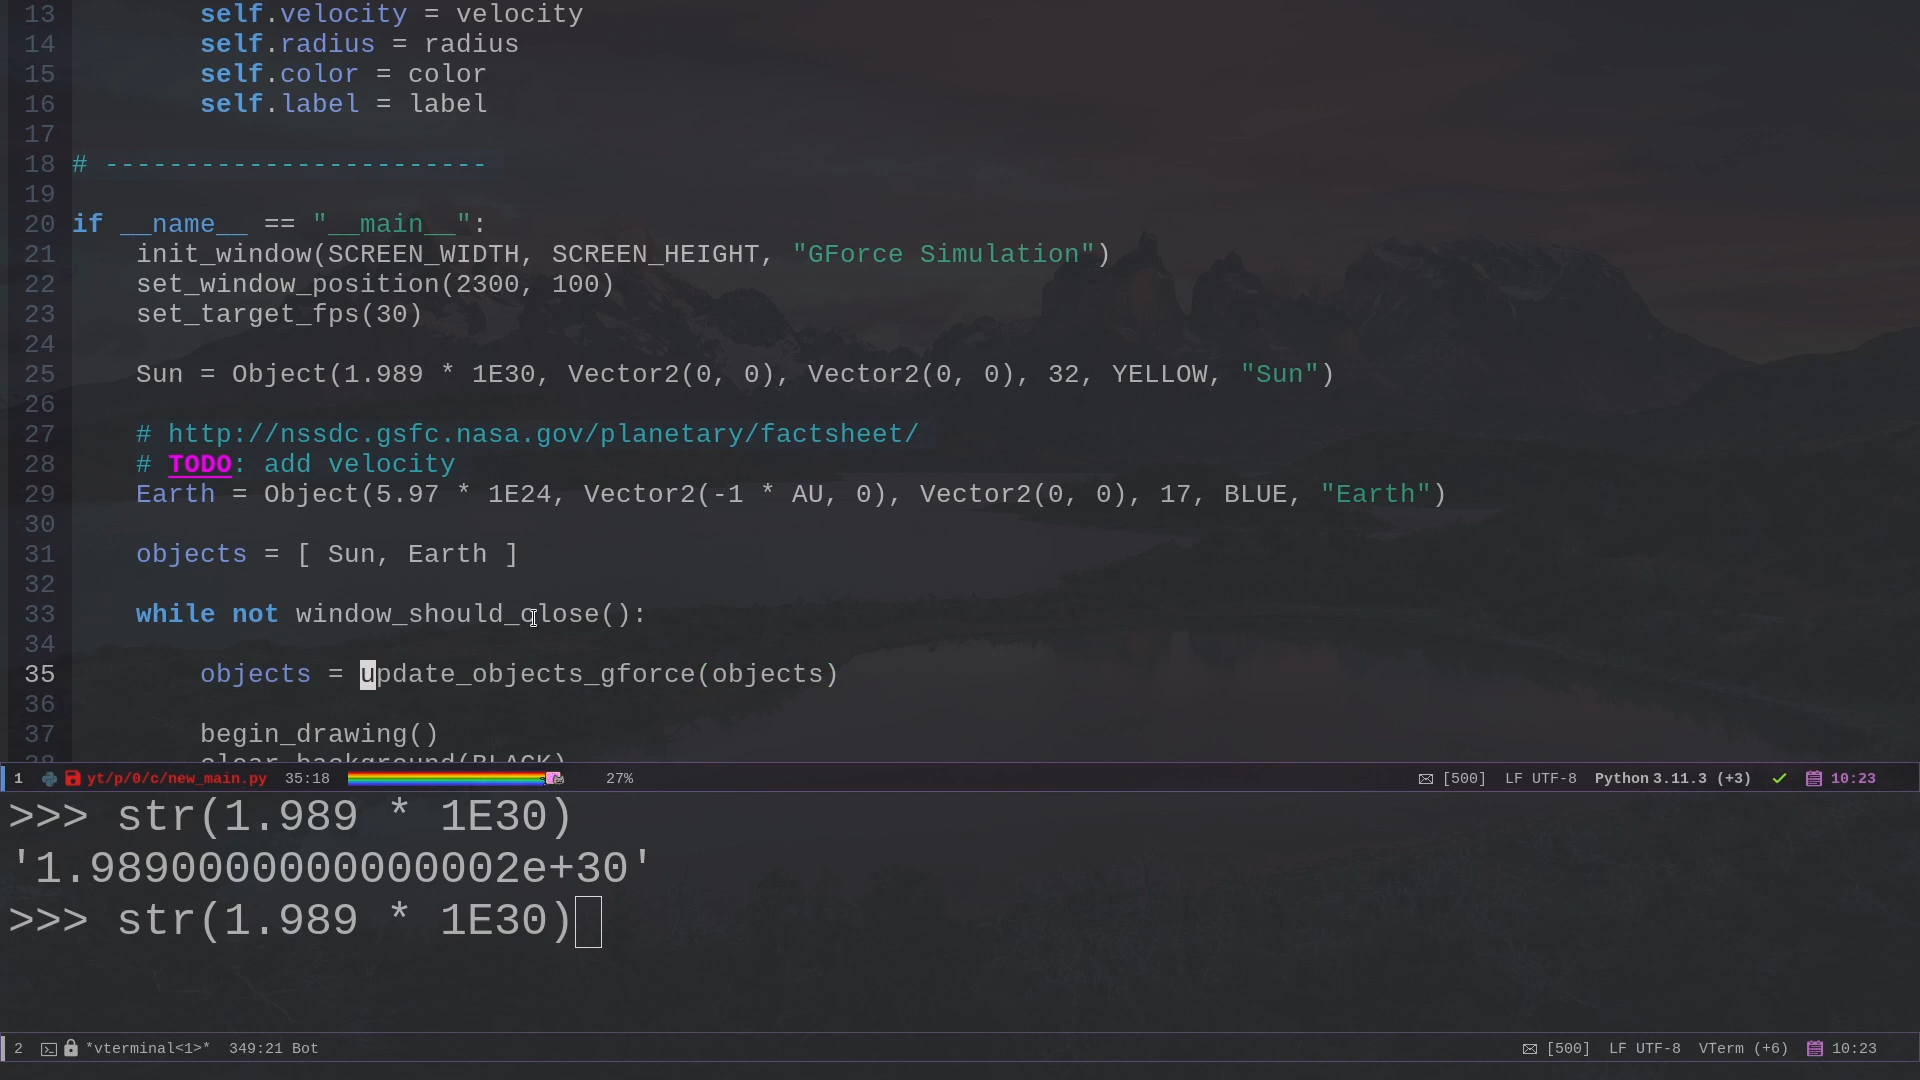 13 self.velocity = velocity
14 self.radius = radius
15 self.color = color
16 self.label = label
17
18 # ------------------------
19
20 if __name__ == "__main__":
21 init_window(SCREEN_WIDTH, SCREEN_HEIGHT, "GForce Simulation")
22 set_window_position(2300, 100)
23 set_target_fps(30)
24
25 Sun = Object(1.989 * 1E30, Vector2(0, 0), Vector2(0, 0), 32, YELLOW, "Sun")
26
27 # http://nssdc.gsfc.nasa.gov/planetary/factsheet/
28 # TODO: add velocity
29 Earth = Object(5.97 * 1E24, Vector2(-1 * AU, 0), Vector2(0, 0), 17, BLUE, "Earth")
30
31 objects = [ Sun, Earth ]
32
33 while not window_should_close():
34
35 objects = update_objects_gforce(objects)
36
37 begin_drawing()
38 clear_background(BLACK)
1 yt/p/0/c/new_main.py 35:18 27% [500] LF UTF-8 Python 3.11.3 (+3) 10:23
>>> str(1.989 * 1E30)
'1.9890000000000002e+30'
>>> str(1.989 * 1E30)
2 *vterminal<1>* 349:21 Bot [500] LF UTF-8 VTerm (+6) 10:23